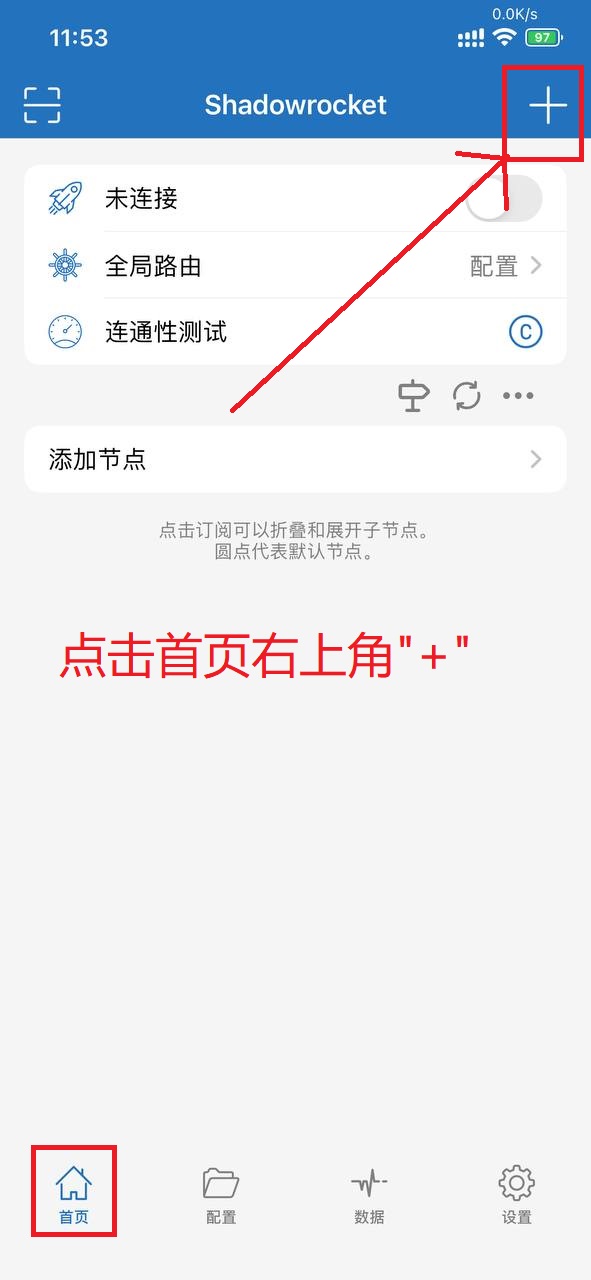 0.0K/s
11:53
97
Shadowrocket
未连接
全局路由 配置
连通性测试 C
添加节点
点击订阅可以折叠和展开子节点。
圆点代表默认节点。
点击首页右上角"+"
首页 配置 数据 设置